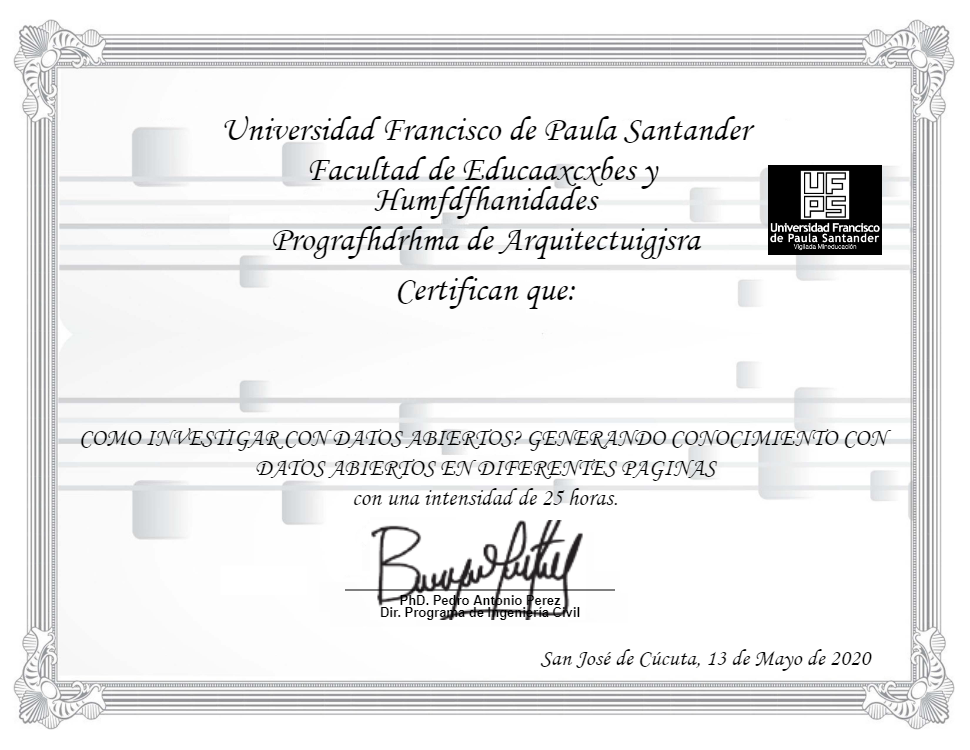 Universidad Francisco de Paula Santander
Facultad de Educaaxcxbes y
Humfdfhanidades
Prografhdrhma de Arquitectuigjsra
Certifican que:
UF
PS
Universidad Francisco
de Paula Santander
Vigilada Mineducación
COMO INVESTIGAR CON DATOS ABIERTOS? GENERANDO CONOCIMIENTO CON
DATOS ABIERTOS EN DIFERENTES PAGINAS
con una intensidad de 25 horas.
PhD. Pedro Antonio Perez
Dir. Programa de Ingeniería Civil
San José de Cúcuta, 13 de Mayo de 2020